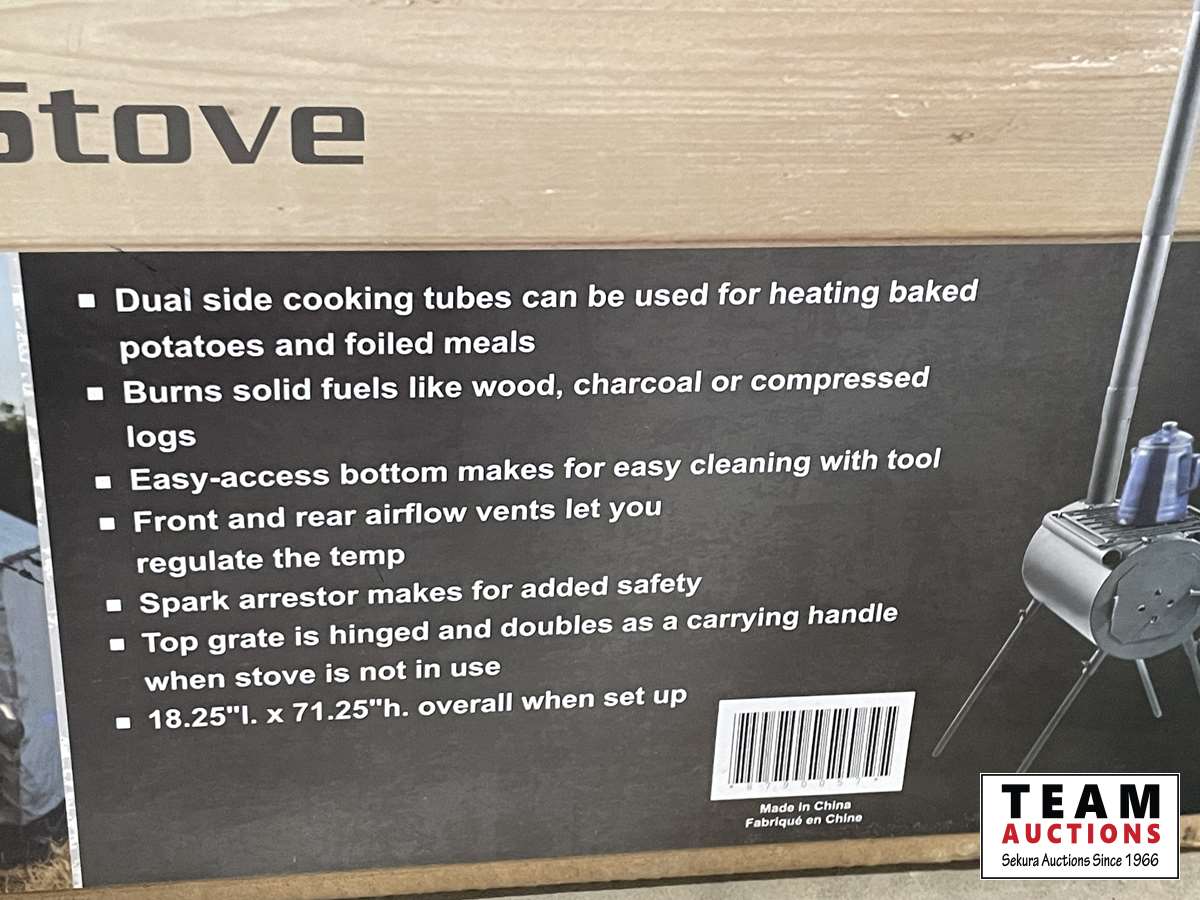 Stove
▪ Dual side cooking tubes can be used for heating baked
potatoes and foiled meals
▪ Burns solid fuels like wood, charcoal or compressed
logs
▪ Easy-access bottom makes for easy cleaning with tool
▪ Front and rear airflow vents let you
regulate the temp
▪ Spark arrestor makes for added safety
▪ Top grate is hinged and doubles as a carrying handle
when stove is not in use
▪ 18.25"l. x 71.25"h. overall when set up
Made in China
Fabriqué en Chine
TEAM
AUCTIONS
Sekura Auctions Since 1966